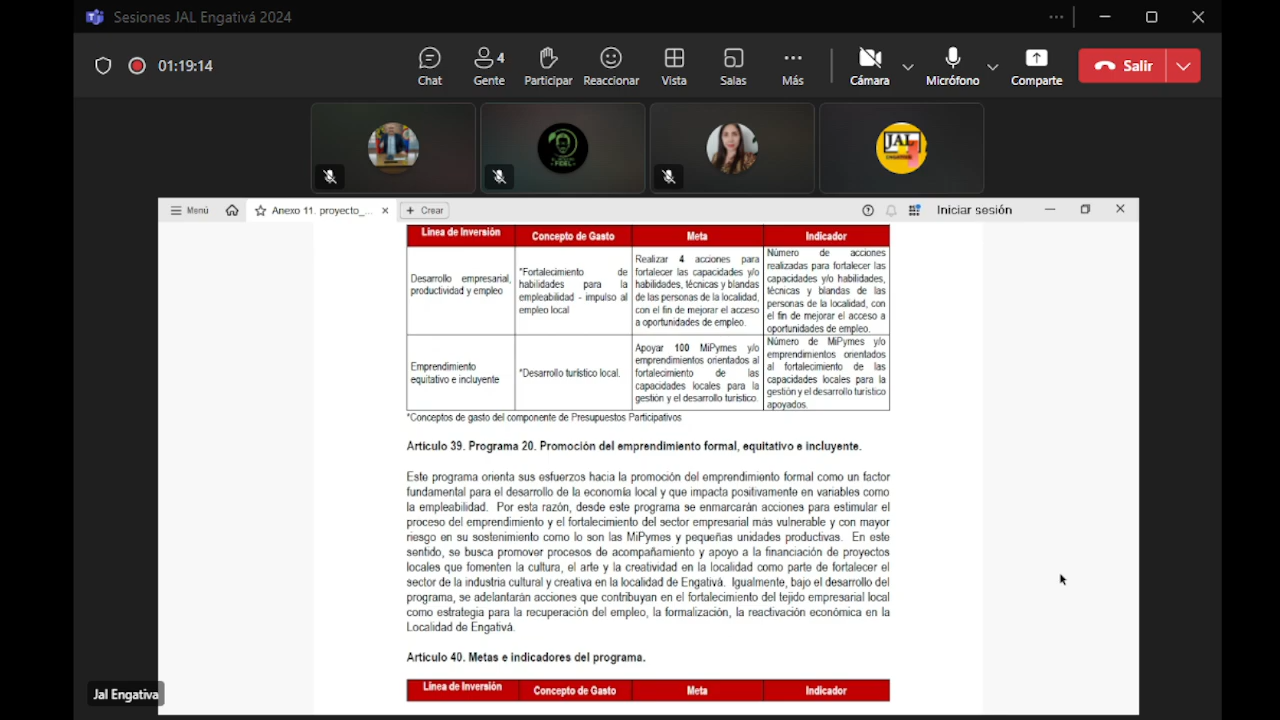 Sesiones JAL Engativá 2024
01:19:14
Chat
Gente
4
Participar
Reaccionar
Vista
Salas
Más
Cámara
Micrófono
Comparte
Salir
FIDEL
JAL
ENGATIVÁ
Menú
Anexo 11. proyecto_...
Crear
Iniciar sesión
Línea de Inversión
Concepto de Gasto
Meta
Indicador
Desarrollo empresarial,
productividad y empleo
*Fortalecimiento de
habilidades para la
empleabilidad - impulso al
empleo local
Realizar 4 acciones para
fortalecer las capacidades y/o
habilidades, técnicas y blandas
de las personas de la localidad,
con el fin de mejorar el acceso
a oportunidades de empleo.
Número de acciones
realizadas para fortalecer las
capacidades y/o habilidades,
técnicas y blandas de las
personas de la localidad, con
el fin de mejorar el acceso a
oportunidades de empleo.
Emprendimiento
equitativo e incluyente
*Desarrollo turístico local.
Apoyar 100 MiPymes y/o
emprendimientos orientados al
fortalecimiento de las
capacidades locales para la
gestión y el desarrollo turístico.
Número de MiPymes y/o
emprendimientos orientados
al fortalecimiento de las
capacidades locales para la
gestión y el desarrollo turístico
apoyados.
*Conceptos de gasto del componente de Presupuestos Participativos
Artículo 39. Programa 20. Promoción del emprendimiento formal, equitativo e incluyente.
Este programa orienta sus esfuerzos hacia la promoción del emprendimiento formal como un factor
fundamental para el desarrollo de la economía local y que impacta positivamente en variables como
la empleabilidad. Por esta razón, desde este programa se enmarcarán acciones para estimular el
proceso del emprendimiento y el fortalecimiento del sector empresarial más vulnerable y con mayor
riesgo en su sostenimiento como lo son las MiPymes y pequeñas unidades productivas. En este
sentido, se busca promover procesos de acompañamiento y apoyo a la financiación de proyectos
locales que fomenten la cultura, el arte y la creatividad en la localidad como parte de fortalecer el
sector de la industria cultural y creativa en la localidad de Engativá. Igualmente, bajo el desarrollo del
programa, se adelantarán acciones que contribuyan en el fortalecimiento del tejido empresarial local
como estrategia para la recuperación del empleo, la formalización, la reactivación económica en la
Localidad de Engativá.
Artículo 40. Metas e indicadores del programa.
Línea de Inversión
Concepto de Gasto
Meta
Indicador
Jal Engativa